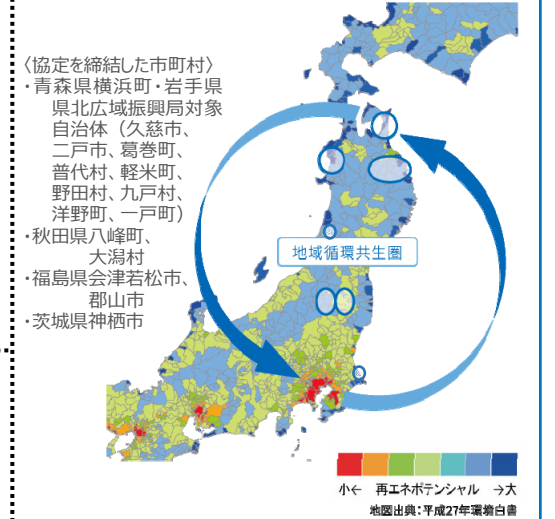 〈協定を締結した市町村〉
・青森県横浜町・岩手県
県北広域振興局対象
自治体（久慈市、
二戸市、葛巻町、
普代村、軽米町、
野田村、九戸村、
洋野町、一戸町）
・秋田県八峰町、
大潟村
・福島県会津若松市、
郡山市
・茨城県神栖市
地域循環共生圏
小← 再エネポテンシャル →大
地図出典：平成27年環境白書